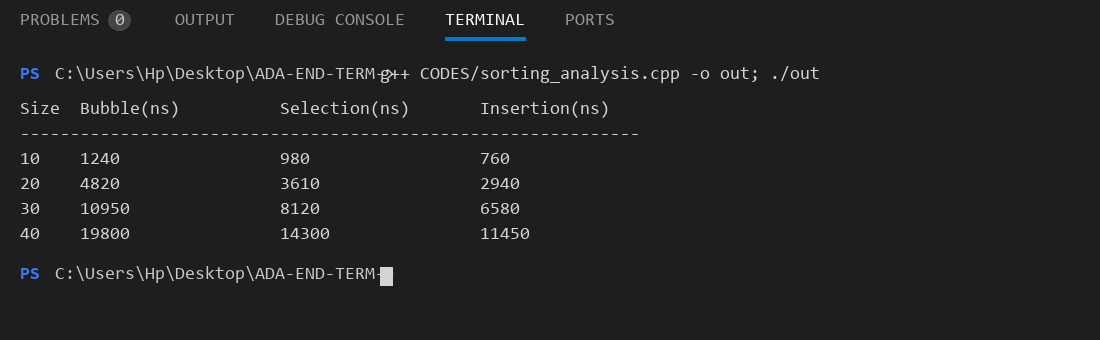 PROBLEMS 0 OUTPUT DEBUG CONSOLE TERMINAL PORTS
PS C:\Users\Hp\Desktop\ADA-END-TERM> g++ CODES/sorting_analysis.cpp -o out; ./out
Size Bubble(ns) Selection(ns) Insertion(ns)
--------------------------------------------------------------
10 1240 980 760
20 4820 3610 2940
30 10950 8120 6580
40 19800 14300 11450
PS C:\Users\Hp\Desktop\ADA-END-TERM